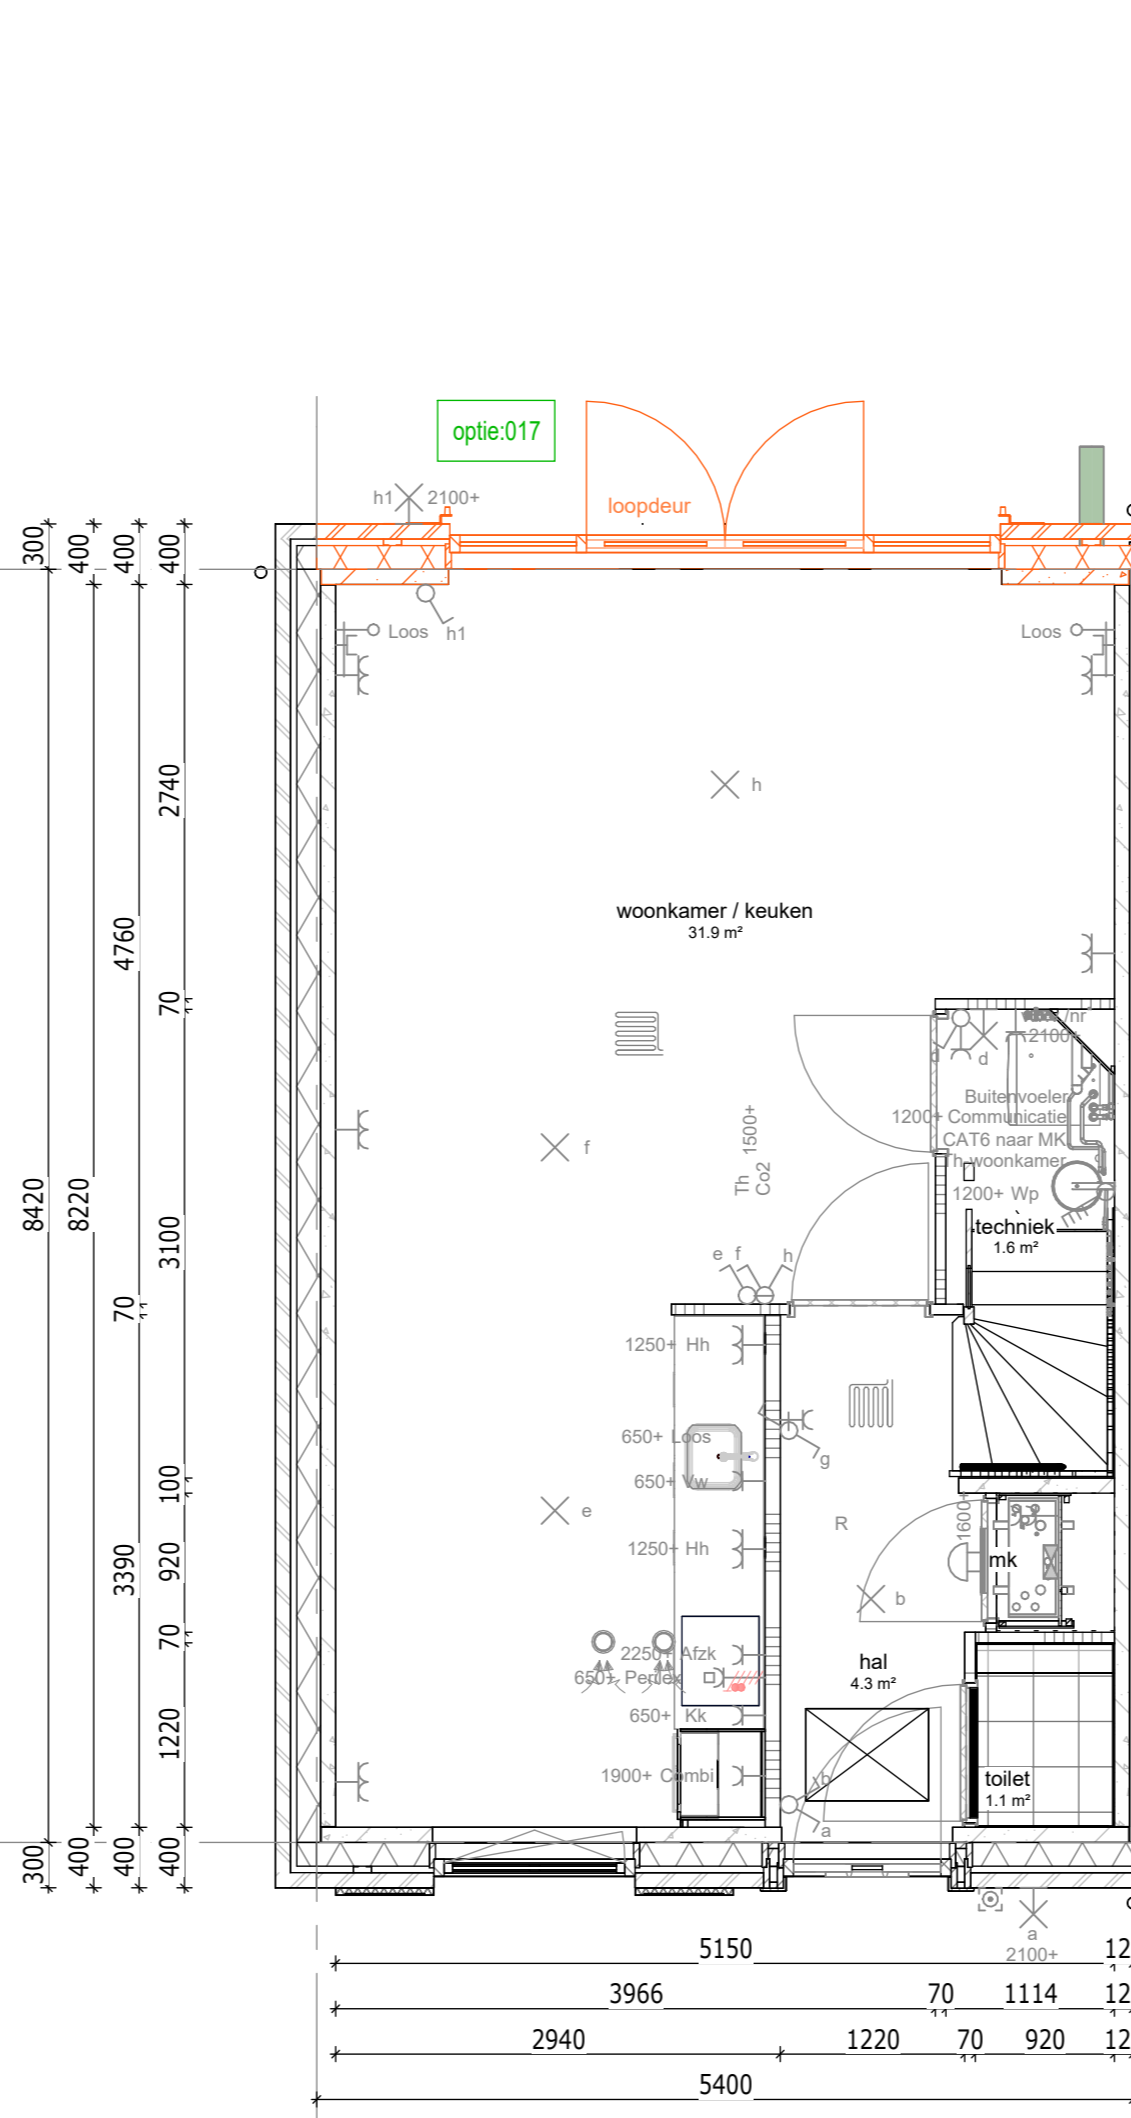 optie:017
h1
2100+
loopdeur
300
400
400
400
Loos
h1
Loos
h
2740
woonkamer / keuken
31.9 m²
4760
70
2100+
d
d
Buitenvoeler
1200+ Communicatie
CAT6 naar MK
Th woonkamer
1200+ Wp
f
Th 1500+
Co2
techniek
1.6 m²
8420
8220
3100
e f h
70
1250+ Hh
650+ Loos
g
650+ Vw
100
e
R
1600+
1250+ Hh
mk
3390
920
b
70
2250+ Afzk
hal
4.3 m²
650+ Perilex
650+ Kk
1220
1900+ Combi
b
toilet
1.1 m²
a
300
400
400
400
a
2100+
5150
12
3966
70
1114
12
2940
1220
70
920
12
5400